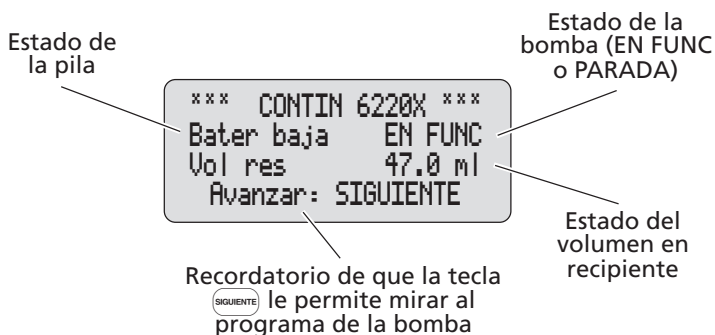 Estado de
la pila
Estado de la
bomba (EN FUNC
o PARADA)
*** CONTIN 6220X ***
Bater baja EN FUNC
Vol res 47.0 ml
Avanzar: SIGUIENTE
Estado del
volumen en
recipiente
Recordatorio de que la tecla
SIGUIENTE le permite mirar al
programa de la bomba